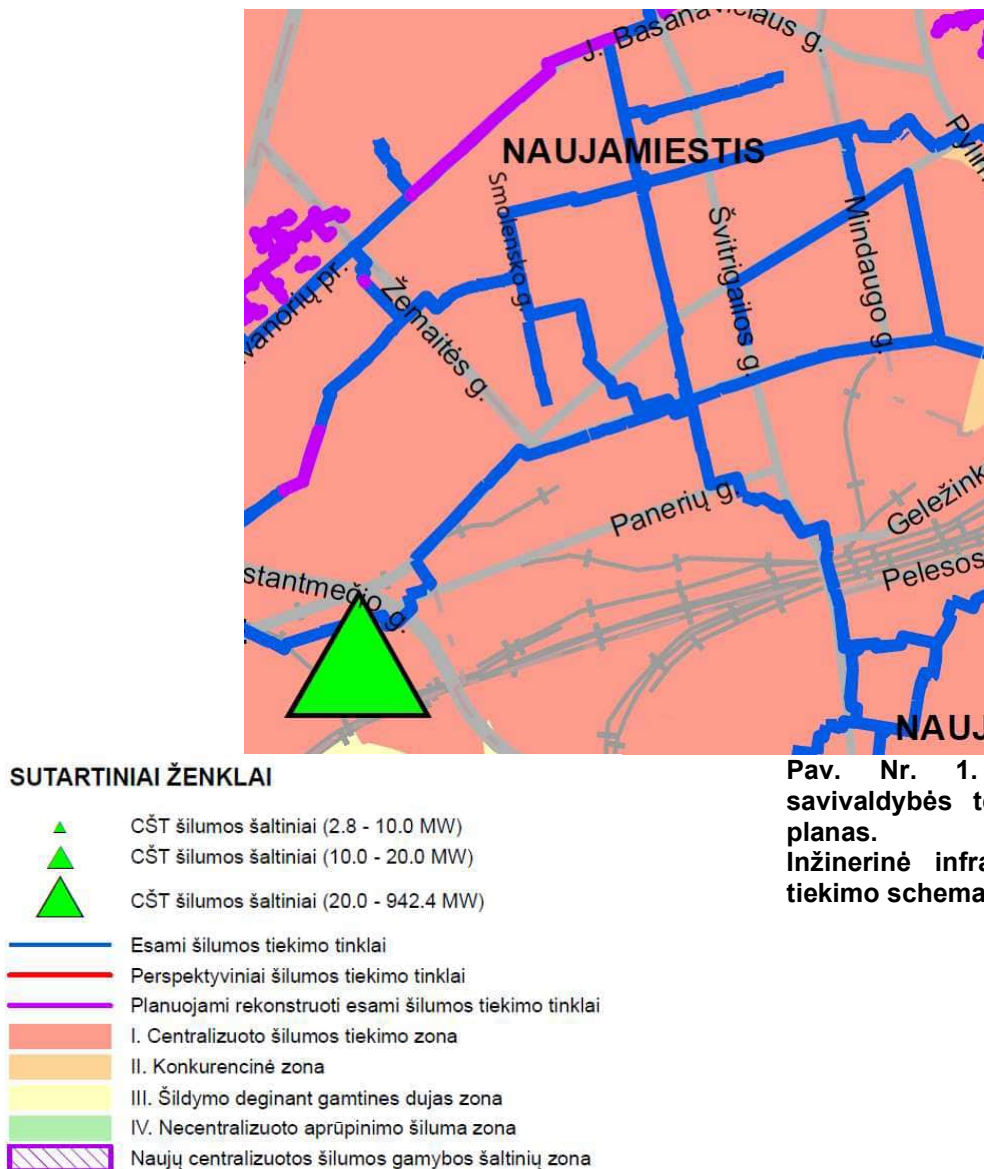 J. Basanavičiaus g.
NAUJAMIESTIS
Smolensko g.
Švitrigailos g.
Mindaugo g.
Pylim
vanorių pr.
Žemaitės g.
Panerių g.
Geležink
Pelesos
stantmečio g.
NAUJ
SUTARTINIAI ŽENKLAI
CŠT šilumos šaltiniai (2.8 - 10.0 MW)
CŠT šilumos šaltiniai (10.0 - 20.0 MW)
CŠT šilumos šaltiniai (20.0 - 942.4 MW)
Esami šilumos tiekimo tinklai
Perspektyviniai šilumos tiekimo tinklai
Planuojami rekonstruoti esami šilumos tiekimo tinklai
I. Centralizuoto šilumos tiekimo zona
II. Konkurencinė zona
III. Šildymo deginant gamtines dujas zona
IV. Necentralizuoto aprūpinimo šiluma zona
Naujų centralizuotos šilumos gamybos šaltinių zona
Pav. Nr. 1.
savivaldybės t
planas.
Inžinerinė infra
tiekimo schema